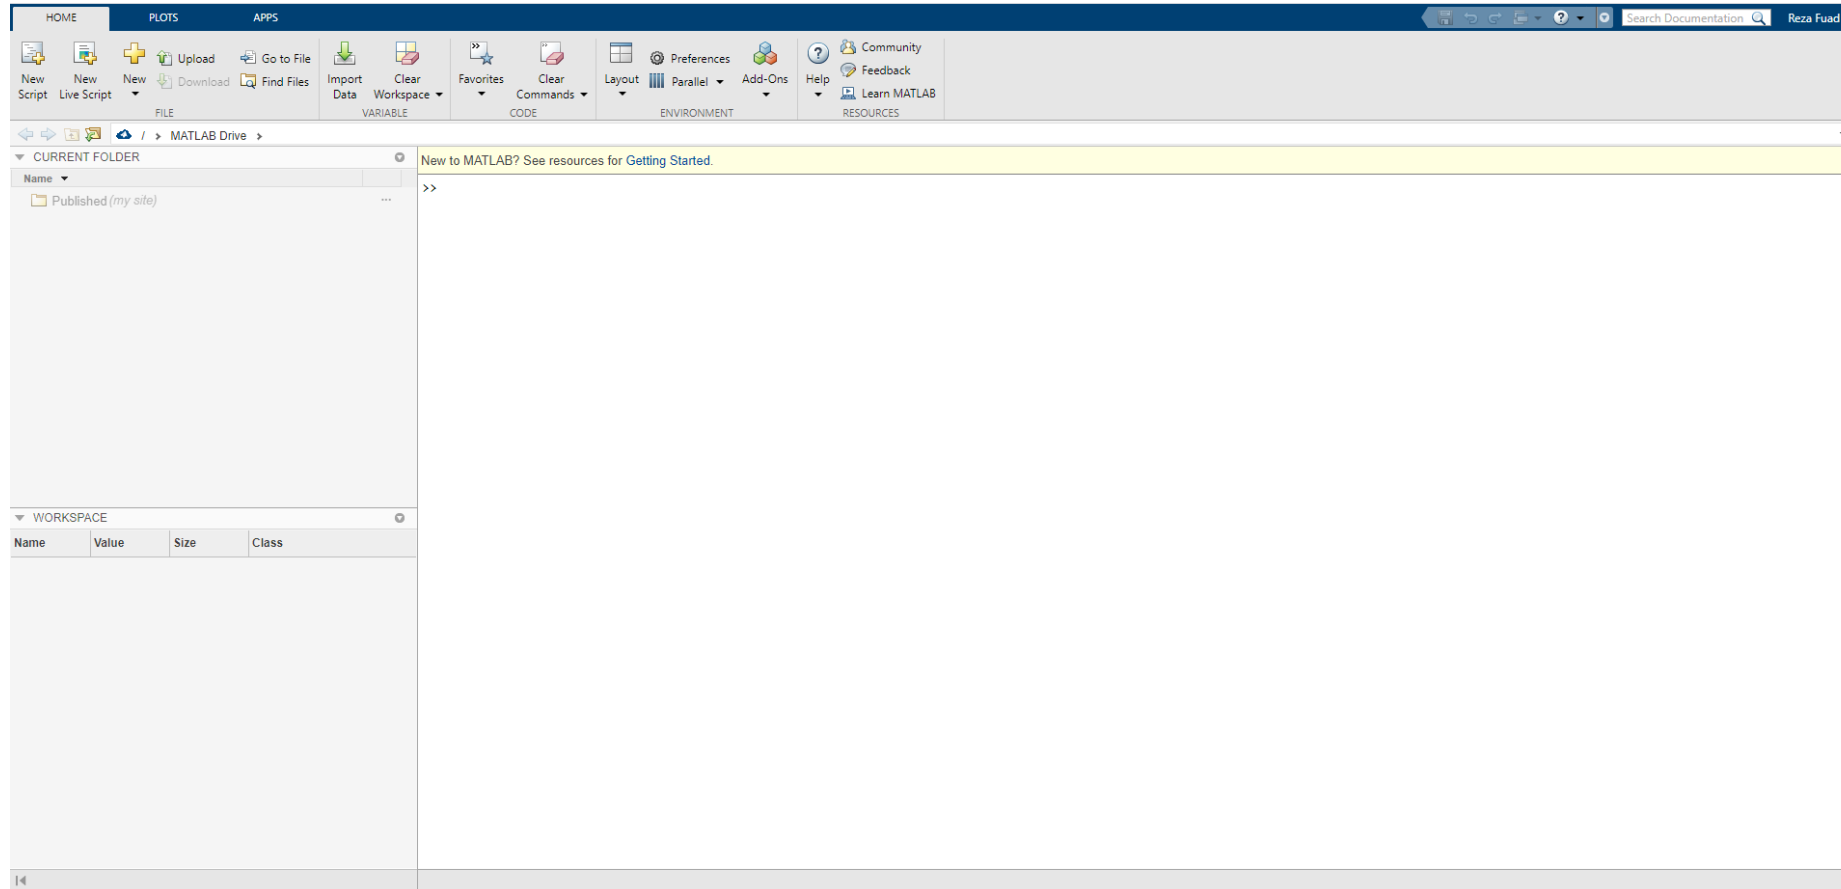 HOME PLOTS APPS
Search Documentation Reza Fuad
New Script
New Live Script
New
Upload
Download
Go to File
Find Files
FILE
Import Data
Clear Workspace
VARIABLE
Favorites
Clear Commands
CODE
Layout
Preferences
Parallel
Add-Ons
ENVIRONMENT
Help
Community
Feedback
Learn MATLAB
RESOURCES
/ > MATLAB Drive >
CURRENT FOLDER
Name
Published (my site)
New to MATLAB? See resources for Getting Started.
>>
WORKSPACE
Name Value Size Class